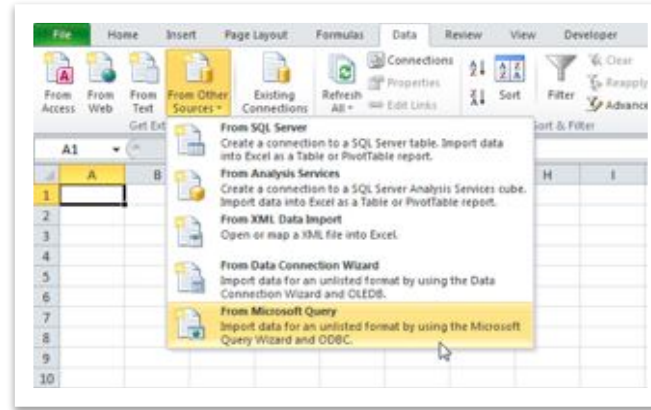 File Home Insert Page Layout Formulas Data Review View Developer
From Access From Web From Text From Other Sources Existing Connections Refresh All Connections Properties Edit Links Sort Filter Clear Reapply Advanc
Get Ext Sort & Filter
A1
A B H I
From SQL Server
Create a connection to a SQL Server table. Import data
into Excel as a Table or PivotTable report.
From Analysis Services
Create a connection to a SQL Server Analysis Services cube.
Import data into Excel as a Table or PivotTable report.
From XML Data Import
Open or map a XML file into Excel.
From Data Connection Wizard
Import data for an unlisted format by using the Data
Connection Wizard and OLEDB.
From Microsoft Query
Import data for an unlisted format by using the Microsoft
Query Wizard and ODBC.
1
2
3
4
5
6
7
8
9
10